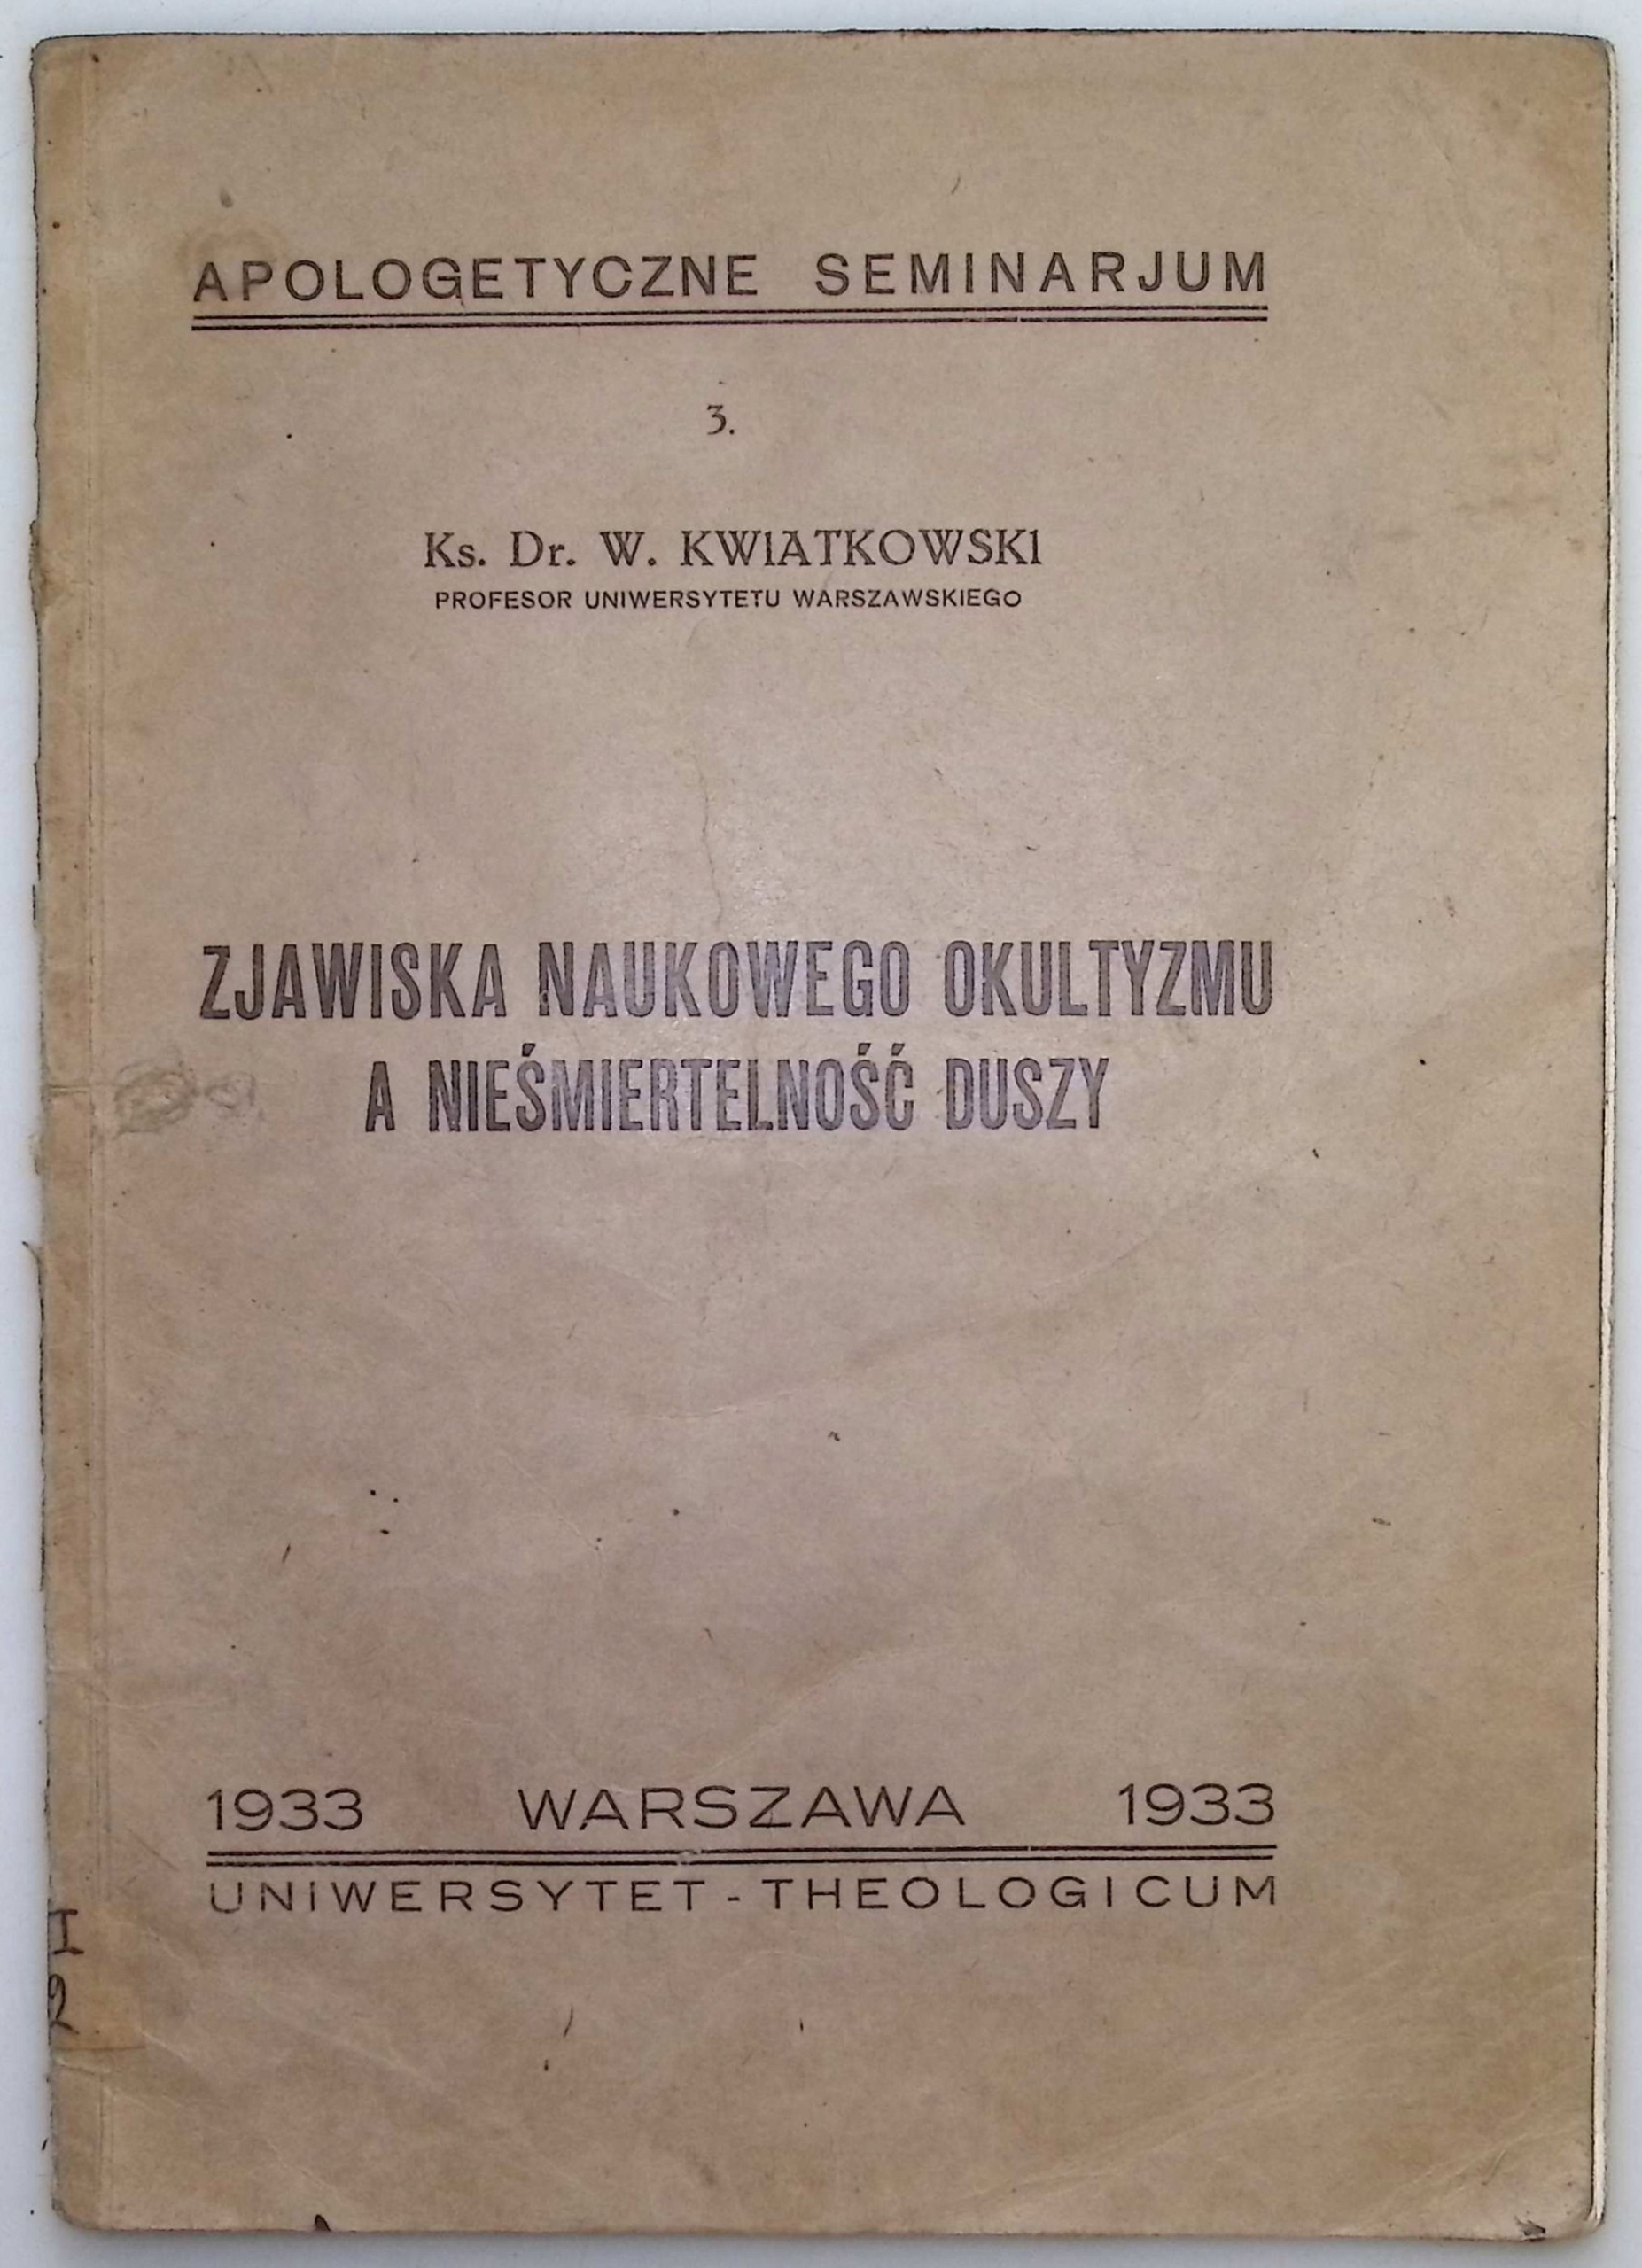 APOLOGETYCZNE SEMINARJUM
3.
Ks. Dr. W. KWIATKOWSKI
PROFESOR UNIWERSYTETU WARSZAWSKIEGO
ZJAWISKA NAUKOWEGO OKULTYZMU
A NIEŚMIERTELNOŚĆ DUSZY
1933 WARSZAWA 1933
UNIWERSYTET-THEOLOGICUM
I
2